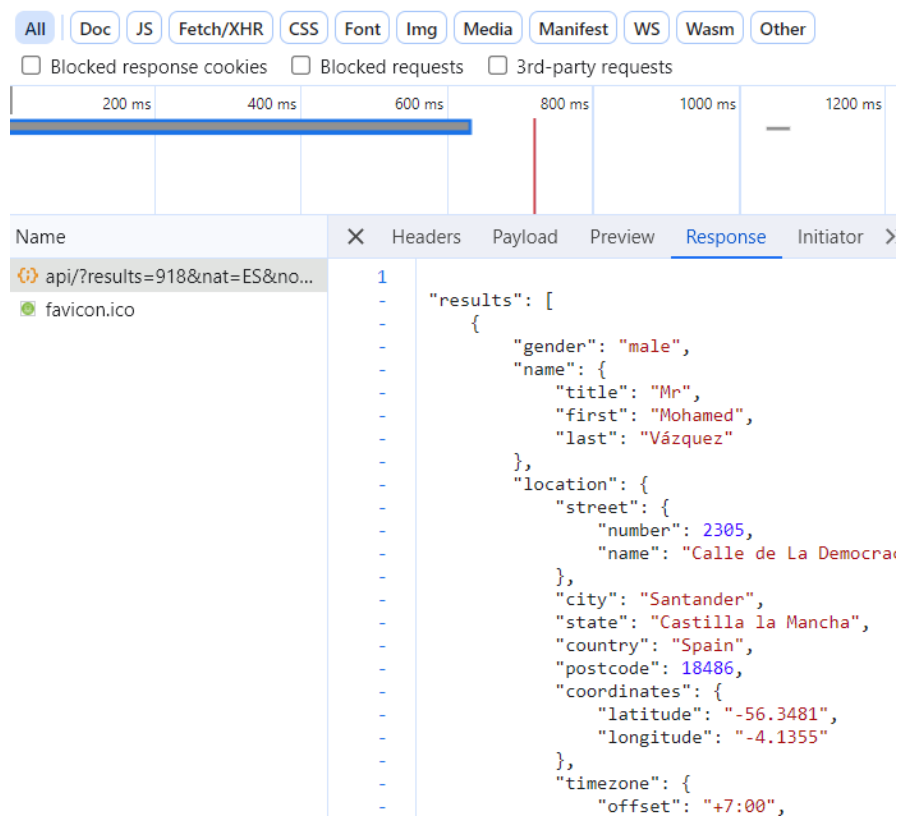 All Doc JS Fetch/XHR CSS Font Img Media Manifest WS Wasm Other
Blocked response cookies Blocked requests 3rd-party requests
200 ms 400 ms 600 ms 800 ms 1000 ms 1200 ms
Name Headers Payload Preview Response Initiator
api/?results=918&nat=ES&no... 1
favicon.ico
- "results": [
- {
- "gender": "male",
- "name": {
- "title": "Mr",
- "first": "Mohamed",
- "last": "Vázquez"
- },
- "location": {
- "street": {
- "number": 2305,
- "name": "Calle de La Democrac
- },
- "city": "Santander",
- "state": "Castilla la Mancha",
- "country": "Spain",
- "postcode": 18486,
- "coordinates": {
- "latitude": "-56.3481",
- "longitude": "-4.1355"
- },
- "timezone": {
- "offset": "+7:00",